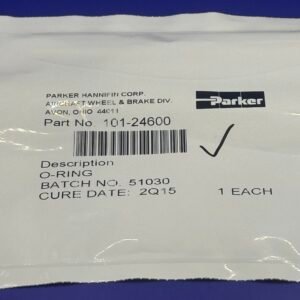 PARKER HANNIFIN CORP.
AIRCRAFT WHEEL & BRAKE DIV.
AVON, OHIO 44011
Parker
Part No 101-24600
Description
O-RING
BATCH NO. 51030
CURE DATE: 2Q15
1 EACH